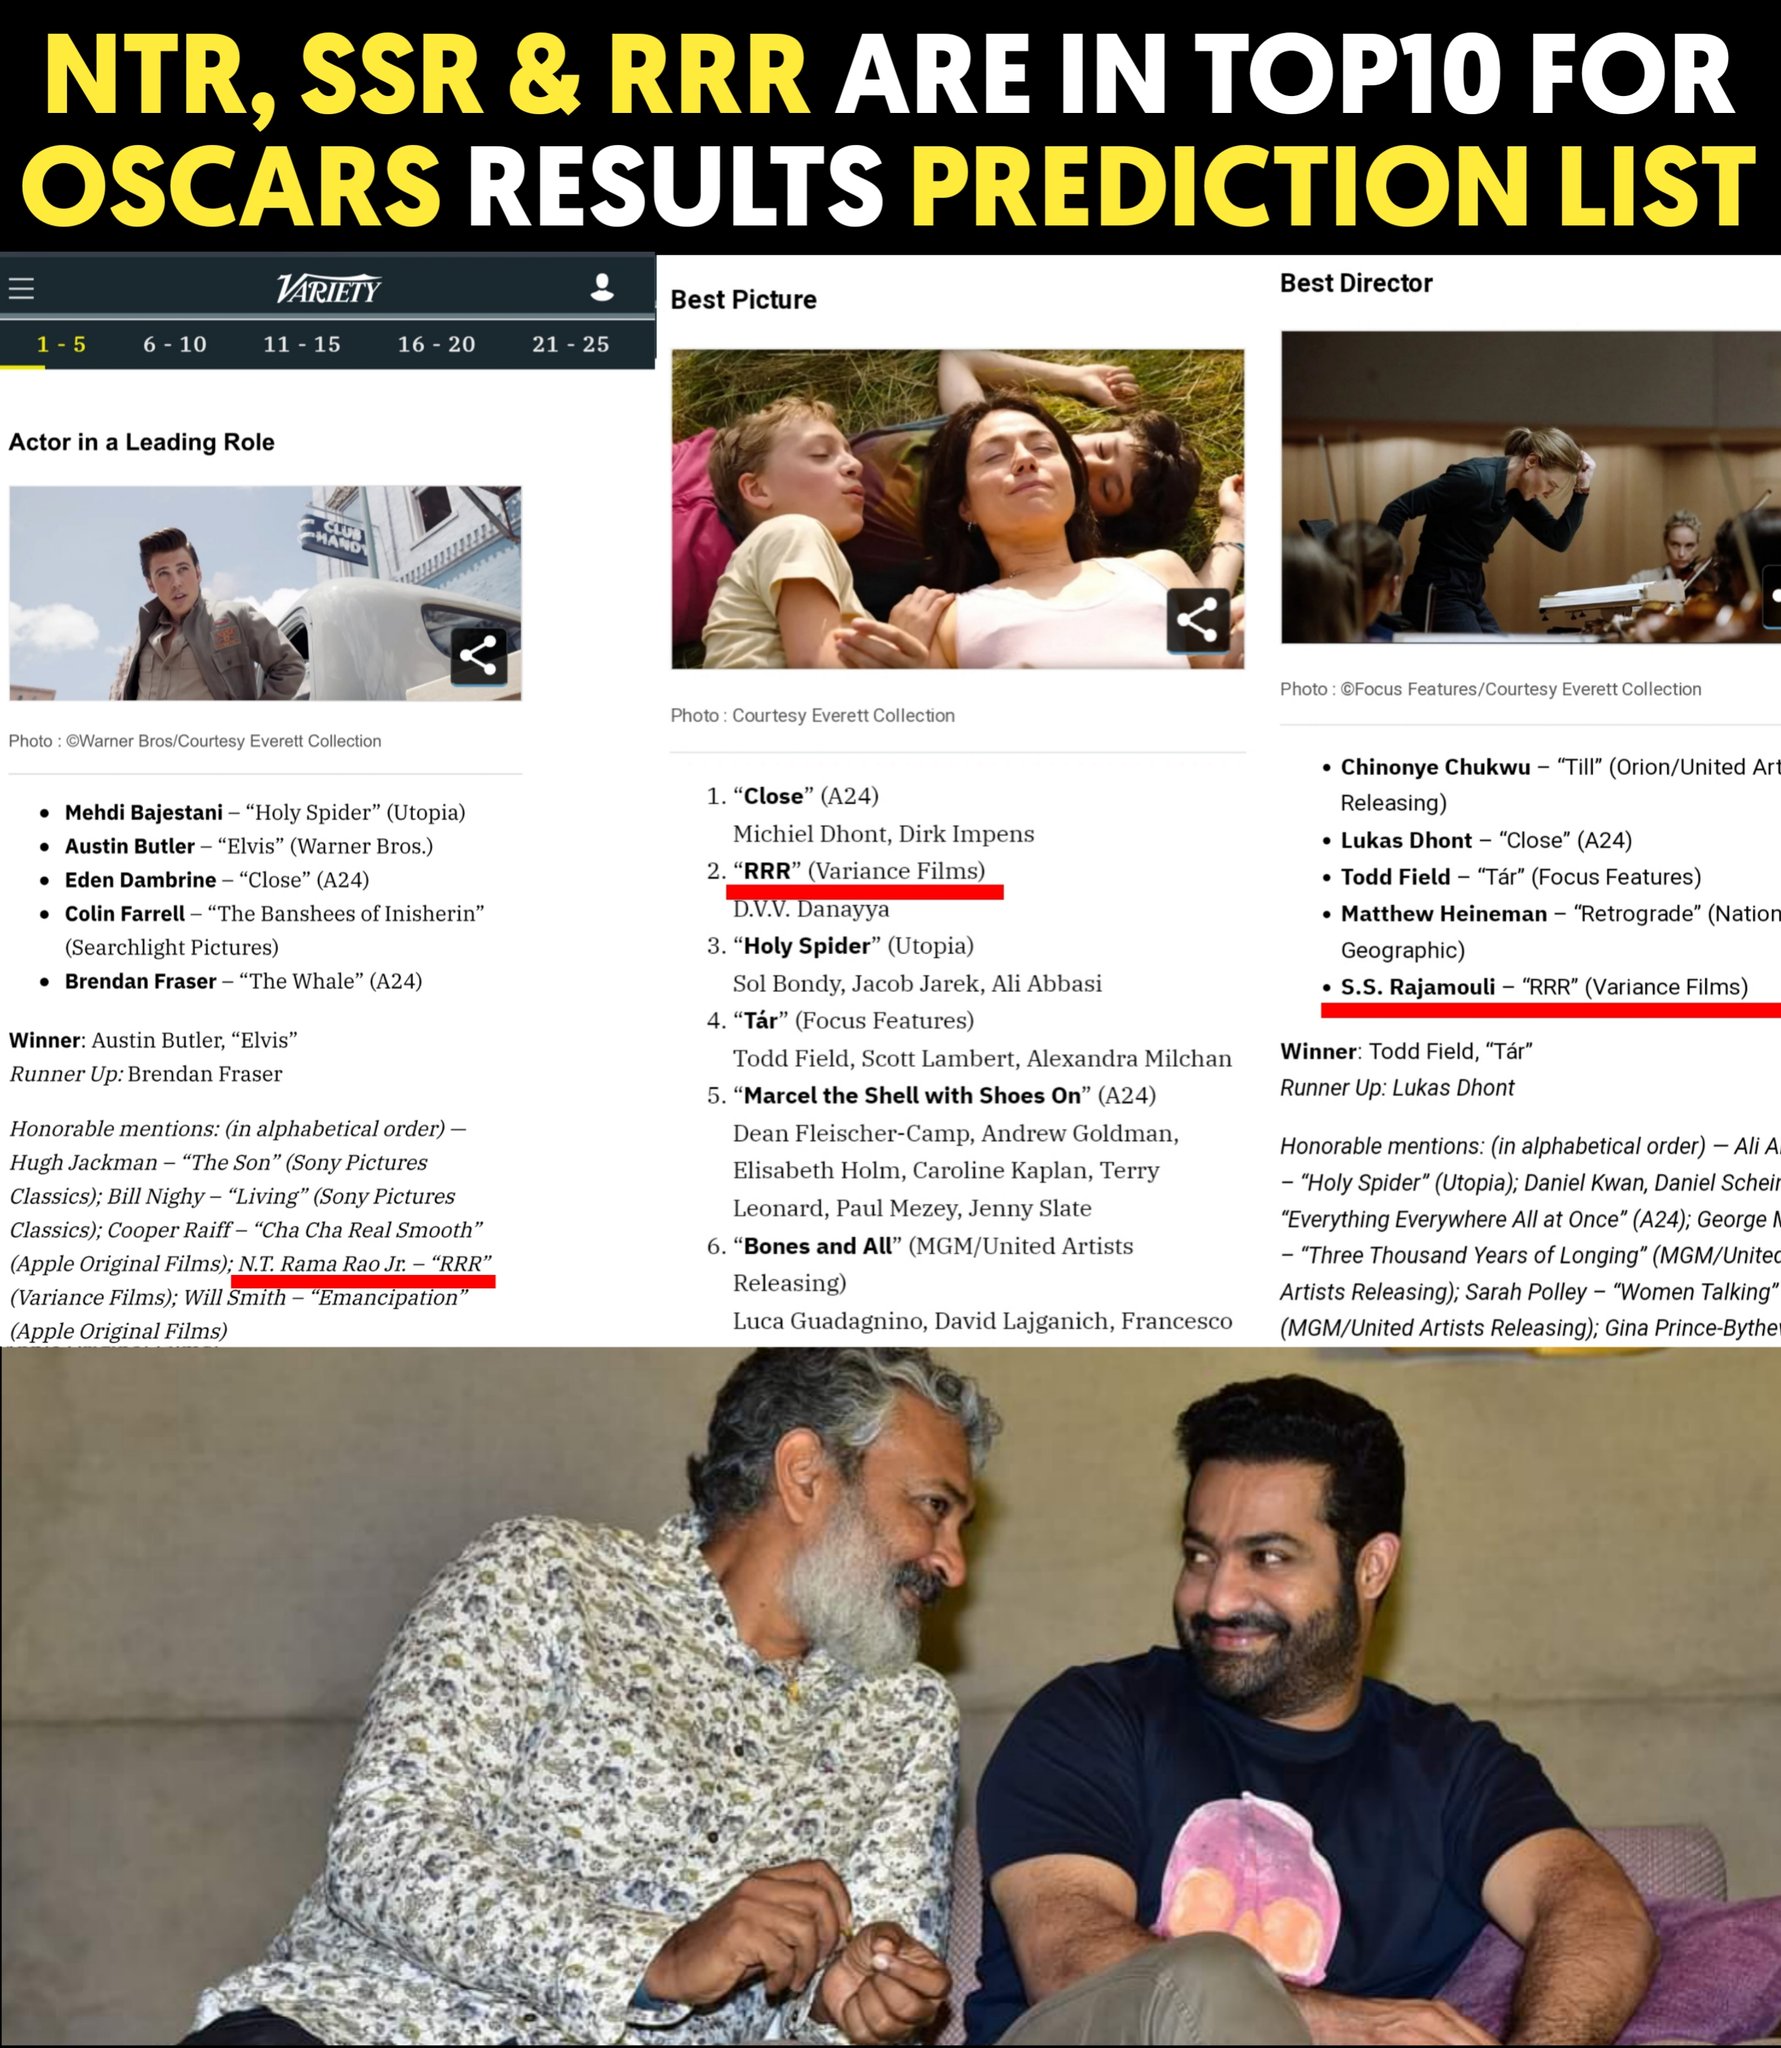 NTR, SSR & RRR ARE IN TOP10 FOR
OSCARS RESULTS PREDICTION LIST
VARIETY
1 - 5 6 - 10 11 - 15 16 - 20 21 - 25
Actor in a Leading Role
CLUB
HANDY
Photo : ©Warner Bros/Courtesy Everett Collection
• Mehdi Bajestani – “Holy Spider” (Utopia)
• Austin Butler – “Elvis” (Warner Bros.)
• Eden Dambrine – “Close” (A24)
• Colin Farrell – “The Banshees of Inisherin”
(Searchlight Pictures)
• Brendan Fraser – “The Whale” (A24)
Winner: Austin Butler, “Elvis”
Runner Up: Brendan Fraser
Honorable mentions: (in alphabetical order) —
Hugh Jackman – “The Son” (Sony Pictures
Classics); Bill Nighy – “Living” (Sony Pictures
Classics); Cooper Raiff – “Cha Cha Real Smooth”
(Apple Original Films); N.T. Rama Rao Jr. – “RRR”
(Variance Films); Will Smith – “Emancipation”
(Apple Original Films)
Best Picture
Photo : Courtesy Everett Collection
1. “Close” (A24)
Michiel Dhont, Dirk Impens
2. “RRR” (Variance Films)
D.V.V. Danayya
3. “Holy Spider” (Utopia)
Sol Bondy, Jacob Jarek, Ali Abbasi
4. “Tár” (Focus Features)
Todd Field, Scott Lambert, Alexandra Milchan
5. “Marcel the Shell with Shoes On” (A24)
Dean Fleischer-Camp, Andrew Goldman,
Elisabeth Holm, Caroline Kaplan, Terry
Leonard, Paul Mezey, Jenny Slate
6. “Bones and All” (MGM/United Artists
Releasing)
Luca Guadagnino, David Lajganich, Francesco
Best Director
Photo : ©Focus Features/Courtesy Everett Collection
• Chinonye Chukwu – “Till” (Orion/United Art
Releasing)
• Lukas Dhont – “Close” (A24)
• Todd Field – “Tár” (Focus Features)
• Matthew Heineman – “Retrograde” (Nation
Geographic)
• S.S. Rajamouli – “RRR” (Variance Films)
Winner: Todd Field, “Tár”
Runner Up: Lukas Dhont
Honorable mentions: (in alphabetical order) — Ali A
– “Holy Spider” (Utopia); Daniel Kwan, Daniel Schein
“Everything Everywhere All at Once” (A24); George M
– “Three Thousand Years of Longing” (MGM/United
Artists Releasing); Sarah Polley – “Women Talking”
(MGM/United Artists Releasing); Gina Prince-Bythe